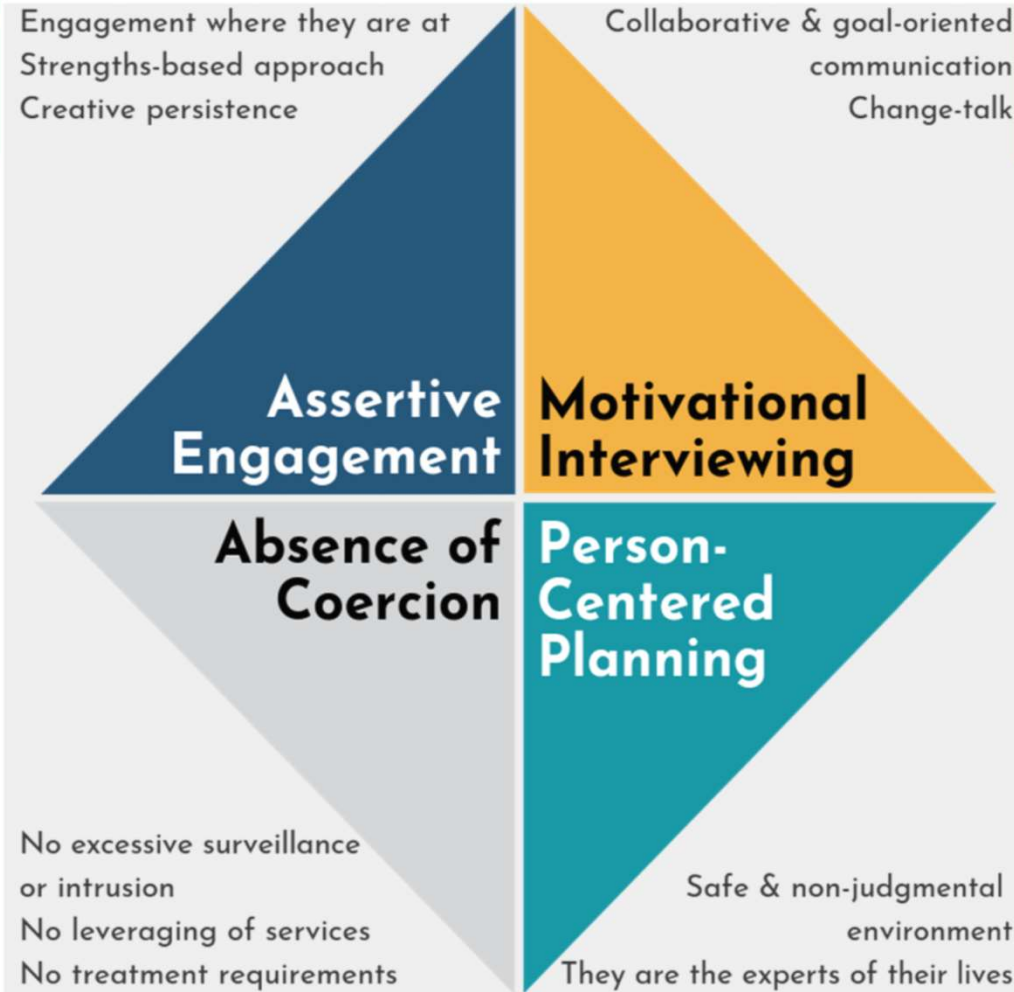 Engagement where they are at
Strengths-based approach
Creative persistence
Collaborative & goal-oriented
communication
Change-talk
Assertive
Engagement
Motivational
Interviewing
Absence of
Coercion
Person-
Centered
Planning
No excessive surveillance
or intrusion
No leveraging of services
No treatment requirements
Safe & non-judgmental
environment
They are the experts of their lives